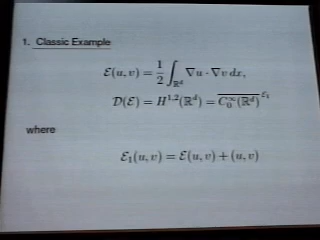 1. Classic Example
ℰ(u, v) = 1/2 ∫_{ℝ^d} ∇u · ∇v dx,
𝒟(ℰ) = H^{1,2}(ℝ^d) = \overline{C_0^∞(ℝ^d)}^{ℰ_1}
where
ℰ_1(u, v) = ℰ(u, v) + (u, v)